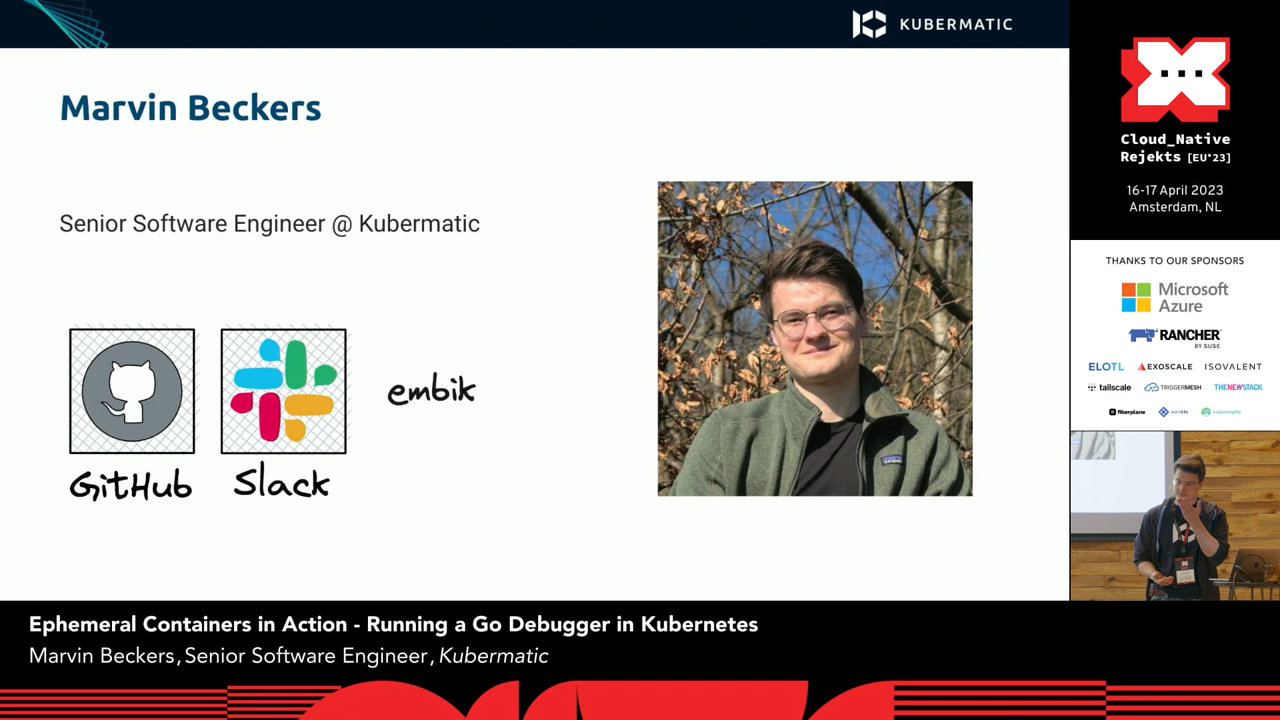 KUBERMATIC
Marvin Beckers
Senior Software Engineer @ Kubermatic
embik
GitHub
Slack
Cloud_Native
Rejekts [EU*23]
16-17 April 2023
Amsterdam, NL
THANKS TO OUR SPONSORS
Microsoft
Azure
RANCHER
BY SUSE
ELOTL
EXOSCALE
ISOVALENT
tailscale
TRIGGERMESH
THENEWSTACK
fiberplane
kubesimplify
Ephemeral Containers in Action - Running a Go Debugger in Kubernetes
Marvin Beckers, Senior Software Engineer, Kubermatic